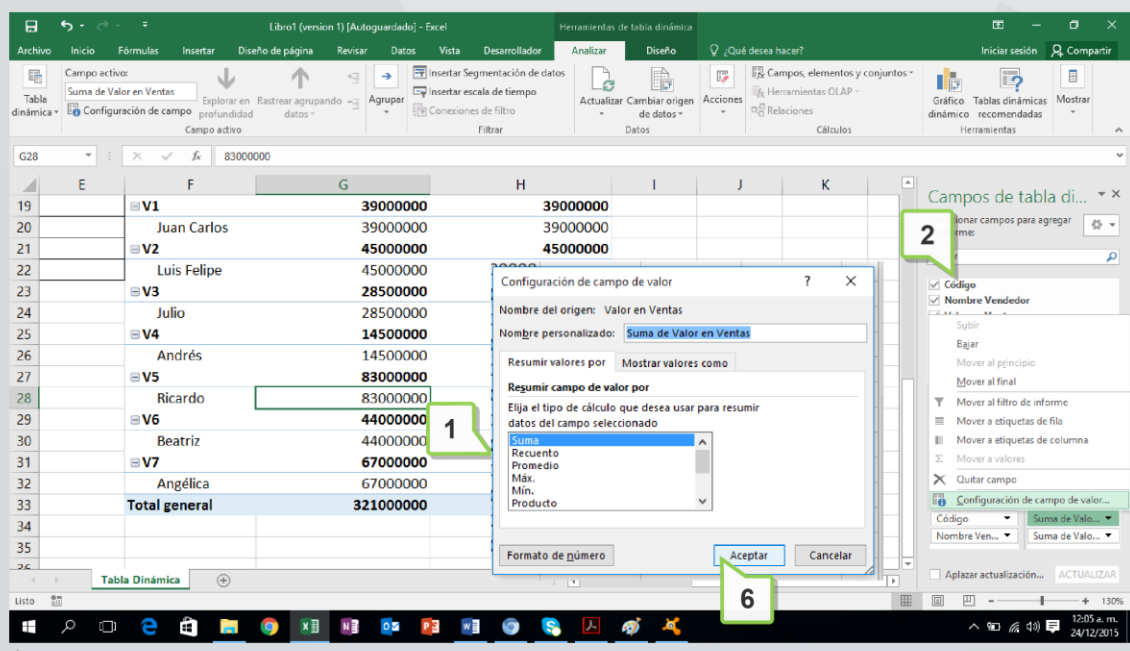 Libro1 (version 1) [Autoguardado] - Excel
Herramientas de tabla dinámica
Archivo Inicio Fórmulas Insertar Diseño de página Revisar Datos Vista Desarrollador Analizar Diseño ¿Qué desea hacer? Iniciar sesión Compartir
Tabla dinámica
Campo activo:
Suma de Valor en Ventas
Configuración de campo
Explorar en profundidad
Rastrear agrupando datos
Campo activo
Agrupar
Insertar Segmentación de datos
Insertar escala de tiempo
Conexiones de filtro
Filtrar
Actualizar
Cambiar origen de datos
Datos
Acciones
Campos, elementos y conjuntos
Herramientas OLAP
Relaciones
Cálculos
Gráfico dinámico
Tablas dinámicas recomendadas
Mostrar
Herramientas
G28 fx 83000000
E F G H I J K
19 V1 39000000 39000000
20 Juan Carlos 39000000 39000000
21 V2 45000000 45000000
22 Luis Felipe 45000000
23 V3 28500000
24 Julio 28500000
25 V4 14500000
26 Andrés 14500000
27 V5 83000000
28 Ricardo 83000000
29 V6 44000000
30 Beatriz 44000000
31 V7 67000000
32 Angélica 67000000
33 Total general 321000000
34
35
Tabla Dinámica
Listo
130%
Configuración de campo de valor ?
Nombre del origen: Valor en Ventas
Nombre personalizado: Suma de Valor en Ventas
Resumir valores por Mostrar valores como
Resumir campo de valor por
Elija el tipo de cálculo que desea usar para resumir
datos del campo seleccionado
Suma
Recuento
Promedio
Máx.
Mín.
Producto
Formato de número Aceptar Cancelar
1
2
6
Campos de tabla di...
campos para agregar
Código
Nombre Vendedor
Subir
Bajar
Mover al principio
Mover al final
Mover al filtro de informe
Mover a etiquetas de fila
Mover a etiquetas de columna
Σ Mover a valores
Quitar campo
Configuración de campo de valor...
Código Suma de Valo...
Nombre Ven... Suma de Valo...
Aplazar actualización... ACTUALIZAR
12:05 a. m.
24/12/2015